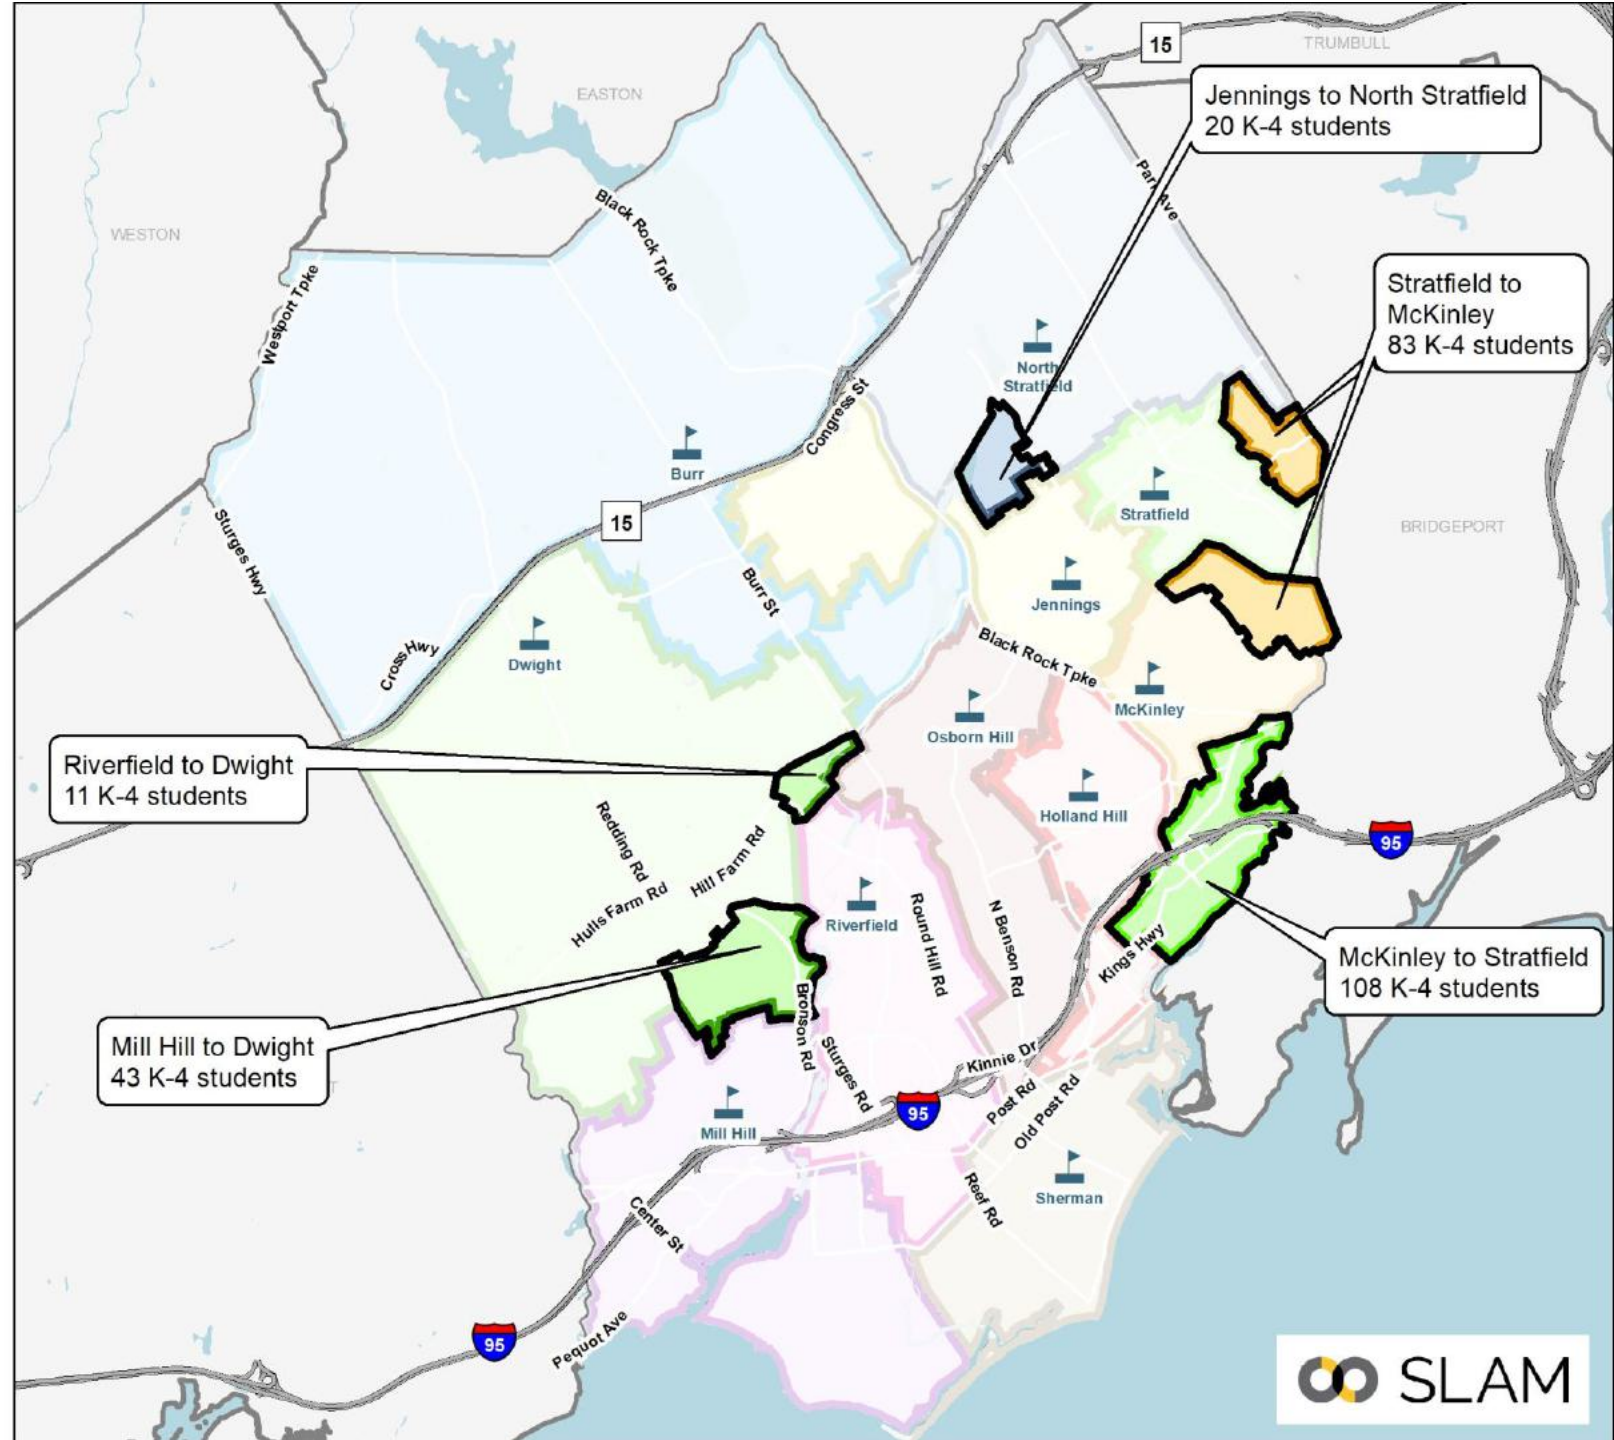 15
TRUMBULL
EASTON
Jennings to North Stratfield
20 K-4 students
Park Ave
WESTON
Black Rock Tpke
Westport Tpke
Stratfield to
McKinley
83 K-4 students
North
Stratfield
Congress St
Burr
Stratfield
15
BRIDGEPORT
Sturges Hwy
Burr St
Jennings
Cross Hwy
Dwight
Black Rock Tpke
McKinley
Osborn Hill
Riverfield to Dwight
11 K-4 students
Holland Hill
95
Redding Rd
Hill Farm Rd
Hulls Farm Rd
Riverfield
Round Hill Rd
N Benson Rd
Kings Hwy
McKinley to Stratfield
108 K-4 students
Bronson Rd
Mill Hill to Dwight
43 K-4 students
Sturges Rd
Kinnie Dr
95
Post Rd
Old Post Rd
Mill Hill
Sherman
Reef Rd
Center St
95
Pequot Ave
SLAM